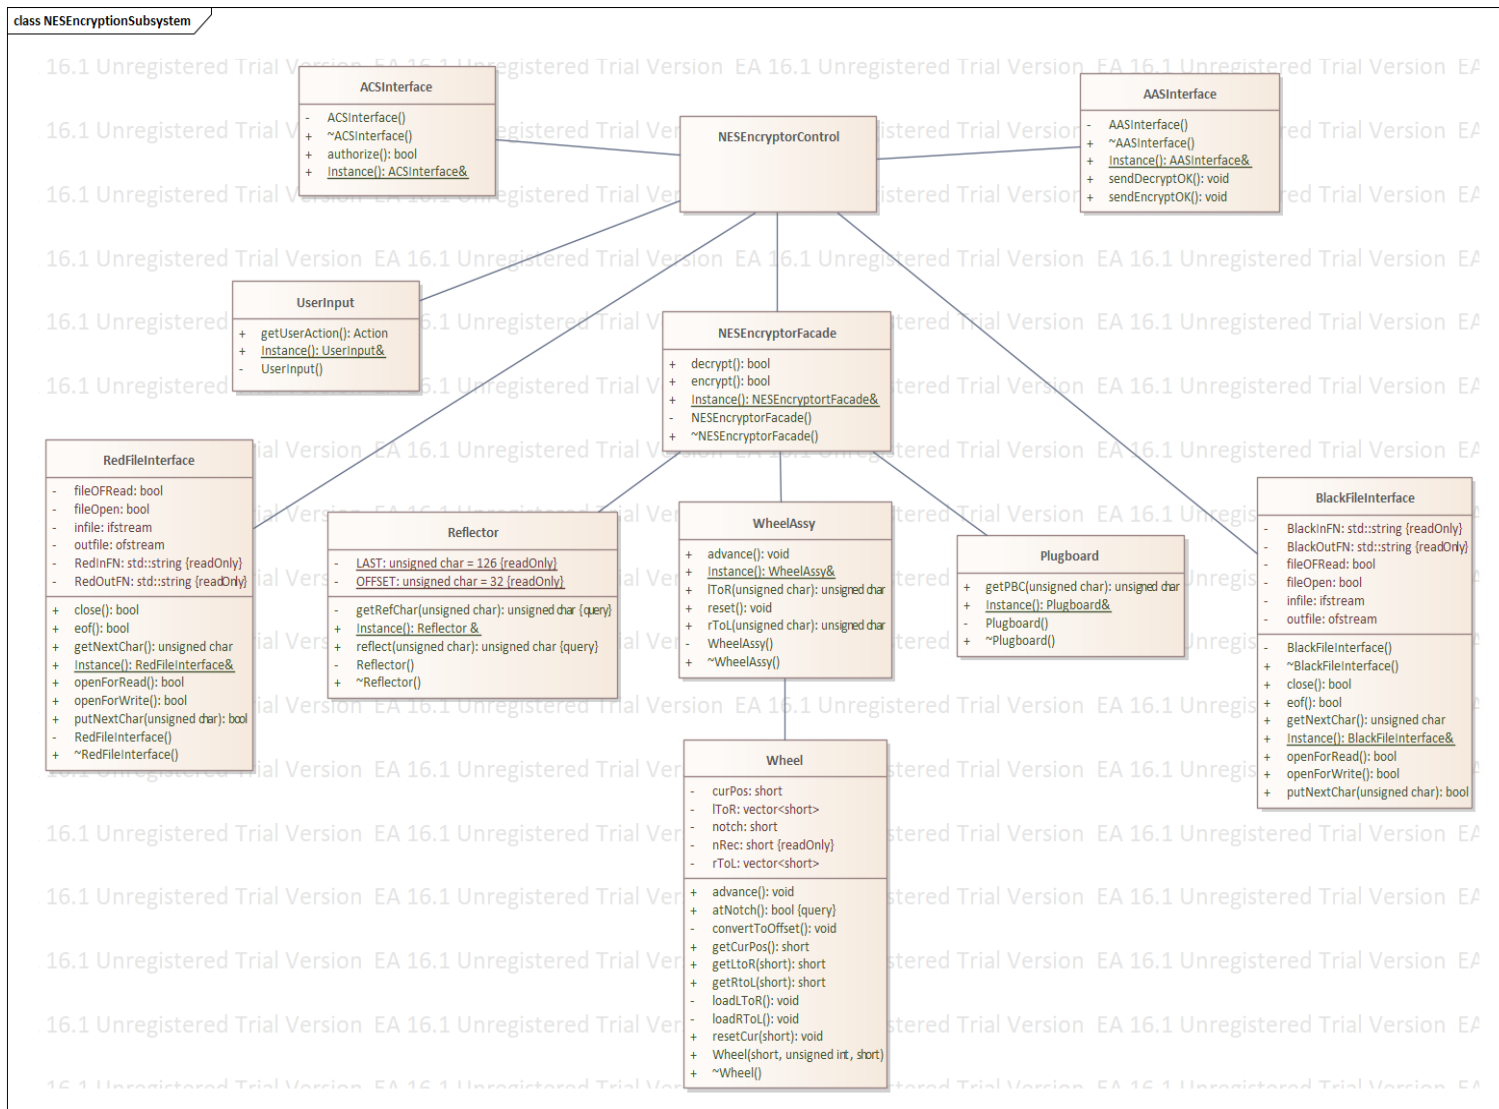 class NESEncryptionSubsystem
ACSInterface
- ACSInterface()
+ ~ACSInterface()
+ authorize(): bool
+ Instance(): ACSInterface&
NESEncryptorControl
AASInterface
- AASInterface()
+ ~AASInterface()
+ Instance(): AASInterface&
+ sendDecryptOK(): void
+ sendEncryptOK(): void
UserInput
+ getUserAction(): Action
+ Instance(): UserInput&
- UserInput()
NESEncryptorFacade
+ decrypt(): bool
+ encrypt(): bool
+ Instance(): NESEncryptortFacade&
- NESEncryptorFacade()
+ ~NESEncryptorFacade()
RedFileInterface
- fileOFRead: bool
- fileOpen: bool
- infile: ifstream
- outfile: ofstream
- RedInFN: std::string {readOnly}
- RedOutFN: std::string {readOnly}
+ close(): bool
+ eof(): bool
+ getNextChar(): unsigned char
+ Instance(): RedFileInterface&
+ openForRead(): bool
+ openForWrite(): bool
+ putNextChar(unsigned char): bool
- RedFileInterface()
+ ~RedFileInterface()
Reflector
- LAST: unsigned char = 126 {readOnly}
- OFFSET: unsigned char = 32 {readOnly}
- getRefChar(unsigned char): unsigned char {query}
+ Instance(): Reflector &
+ reflect(unsigned char): unsigned char {query}
- Reflector()
+ ~Reflector()
WheelAssy
+ advance(): void
+ Instance(): WheelAssy&
+ lToR(unsigned char): unsigned char
+ reset(): void
+ rToL(unsigned char): unsigned char
- WheelAssy()
+ ~WheelAssy()
Plugboard
+ getPBC(unsigned char): unsigned char
+ Instance(): Plugboard&
- Plugboard()
+ ~Plugboard()
BlackFileInterface
- BlackInFN: std::string {readOnly}
- BlackOutFN: std::string {readOnly}
- fileOFRead: bool
- fileOpen: bool
- infile: ifstream
- outfile: ofstream
- BlackFileInterface()
+ ~BlackFileInterface()
+ close(): bool
+ eof(): bool
+ getNextChar(): unsigned char
+ Instance(): BlackFileInterface&
+ openForRead(): bool
+ openForWrite(): bool
+ putNextChar(unsigned char): bool
Wheel
- curPos: short
- lToR: vector<short>
- notch: short
- nRec: short {readOnly}
- rToL: vector<short>
+ advance(): void
+ atNotch(): bool {query}
- convertToOffset(): void
+ getCurPos(): short
+ getLtoR(short): short
+ getRtoL(short): short
- loadLToR(): void
- loadRToL(): void
+ resetCur(short): void
+ Wheel(short, unsigned int, short)
+ ~Wheel()